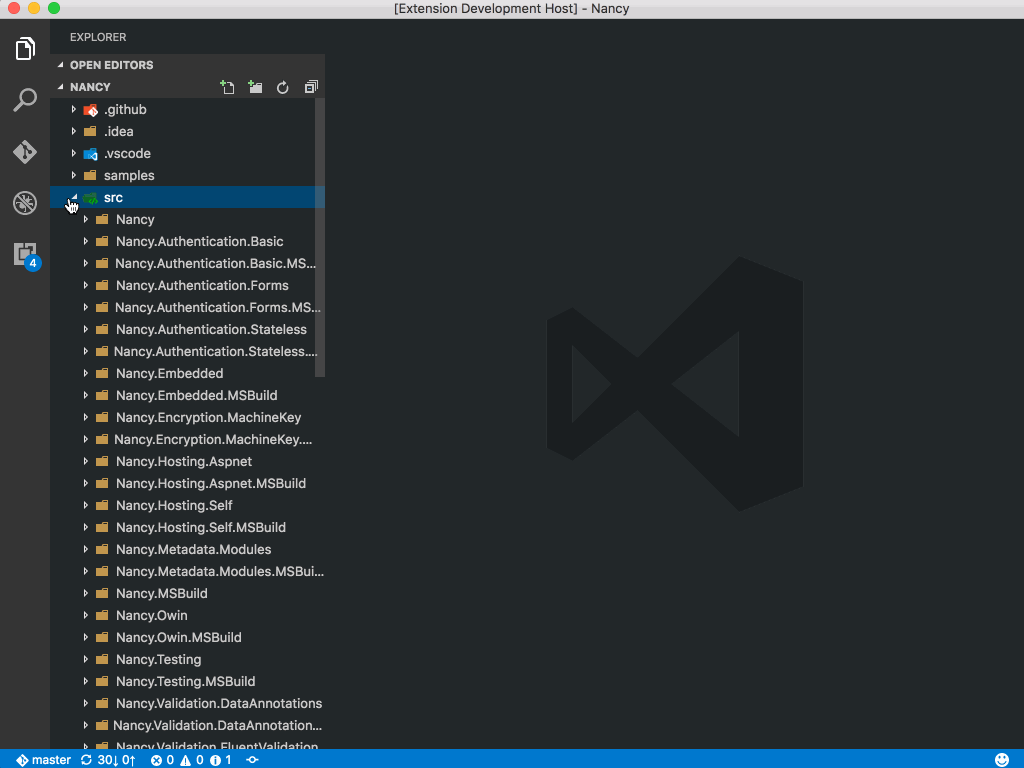 [Extension Development Host] - Nancy
EXPLORER
OPEN EDITORS
NANCY
.github
.idea
.vscode
samples
src
Nancy
Nancy.Authentication.Basic
Nancy.Authentication.Basic.MS...
Nancy.Authentication.Forms
Nancy.Authentication.Forms.MS...
Nancy.Authentication.Stateless
Nancy.Authentication.Stateless....
Nancy.Embedded
Nancy.Embedded.MSBuild
Nancy.Encryption.MachineKey
Nancy.Encryption.MachineKey....
Nancy.Hosting.Aspnet
Nancy.Hosting.Aspnet.MSBuild
Nancy.Hosting.Self
Nancy.Hosting.Self.MSBuild
Nancy.Metadata.Modules
Nancy.Metadata.Modules.MSBui...
Nancy.MSBuild
Nancy.Owin
Nancy.Owin.MSBuild
Nancy.Testing
Nancy.Testing.MSBuild
Nancy.Validation.DataAnnotations
Nancy.Validation.DataAnnotation...
Nancy.Validation.FluentValidation
4
master 30↓ 0↑ 0 0 1